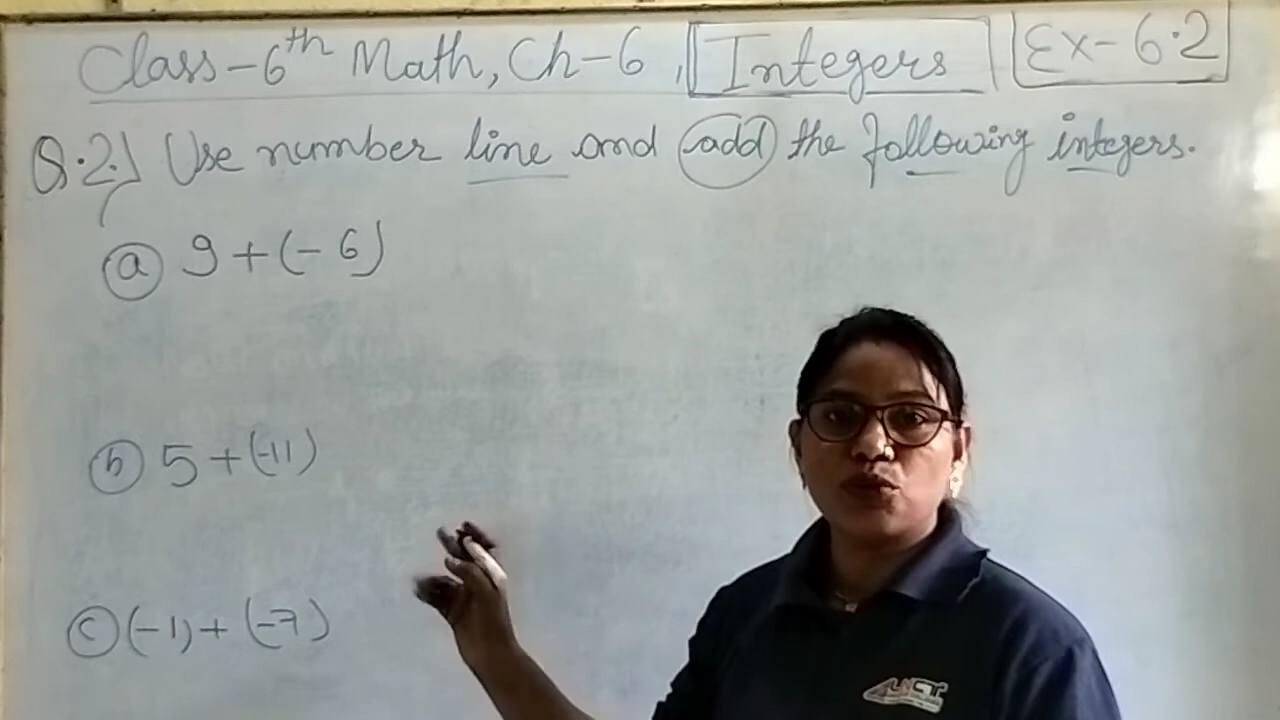 Class-6th Math, Ch-6, Integers Ex-6.2
Q.2.) Use number line and add the following integers.
(a) 9+(-6)
(b) 5+(-11)
(c) (-1)+(-7)